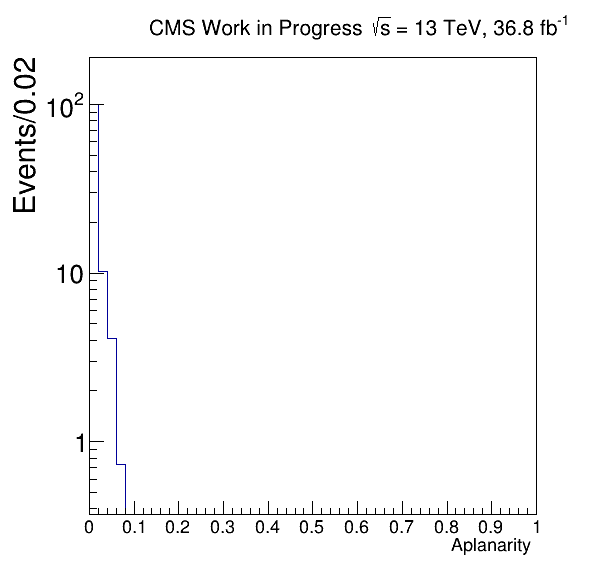 CMS Work in Progress √s = 13 TeV, 36.8 fb⁻¹
Events/0.02
10²
10
1
0 0.1 0.2 0.3 0.4 0.5 0.6 0.7 0.8 0.9 1
Aplanarity